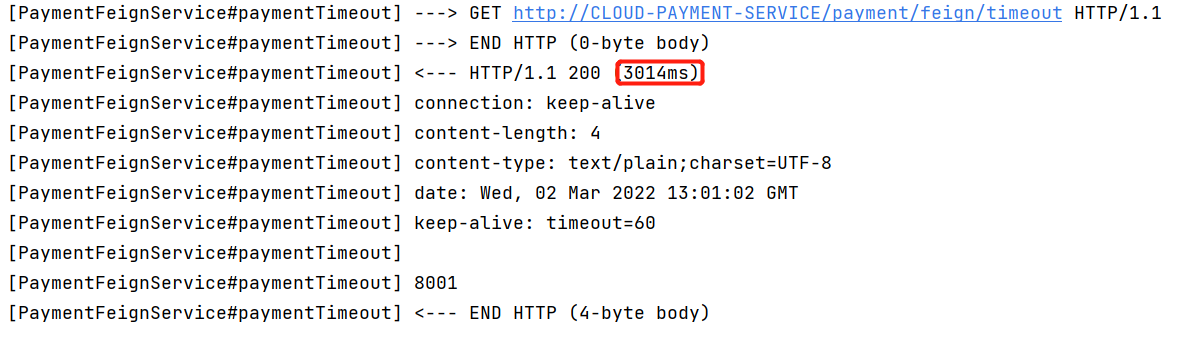 [PaymentFeignService#paymentTimeout] ---> GET http://CLOUD-PAYMENT-SERVICE/payment/feign/timeout HTTP/1.1
[PaymentFeignService#paymentTimeout] ---> END HTTP (0-byte body)
[PaymentFeignService#paymentTimeout] <--- HTTP/1.1 200 (3014ms)
[PaymentFeignService#paymentTimeout] connection: keep-alive
[PaymentFeignService#paymentTimeout] content-length: 4
[PaymentFeignService#paymentTimeout] content-type: text/plain;charset=UTF-8
[PaymentFeignService#paymentTimeout] date: Wed, 02 Mar 2022 13:01:02 GMT
[PaymentFeignService#paymentTimeout] keep-alive: timeout=60
[PaymentFeignService#paymentTimeout]
[PaymentFeignService#paymentTimeout] 8001
[PaymentFeignService#paymentTimeout] <--- END HTTP (4-byte body)